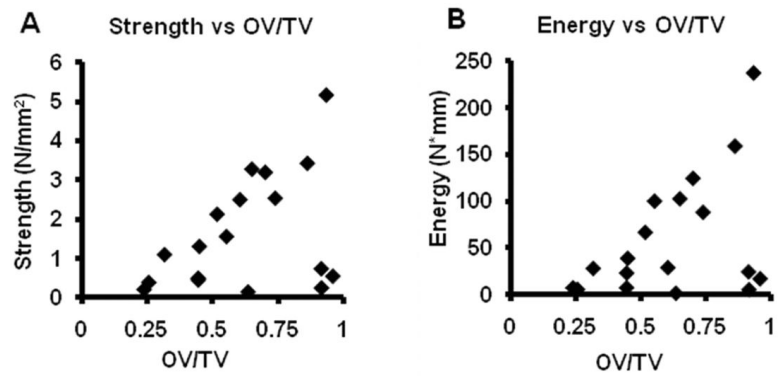 A
Strength vs OV/TV
Strength (N/mm²)
6
5
4
3
2
1
0
0 0.25 0.5 0.75 1
OV/TV
B
Energy vs OV/TV
Energy (N*mm)
250
200
150
100
50
0
0 0.25 0.5 0.75 1
OV/TV